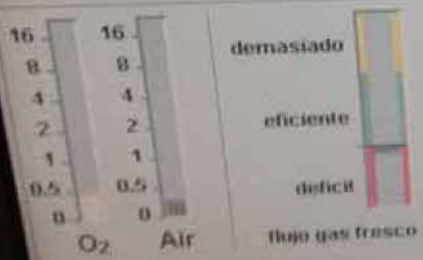 16 16 demasiado
8 8
4 4
2 2 eficiente
1 1
0.5 0.5 deficit
0 0
O2 Air flujo gas fresco